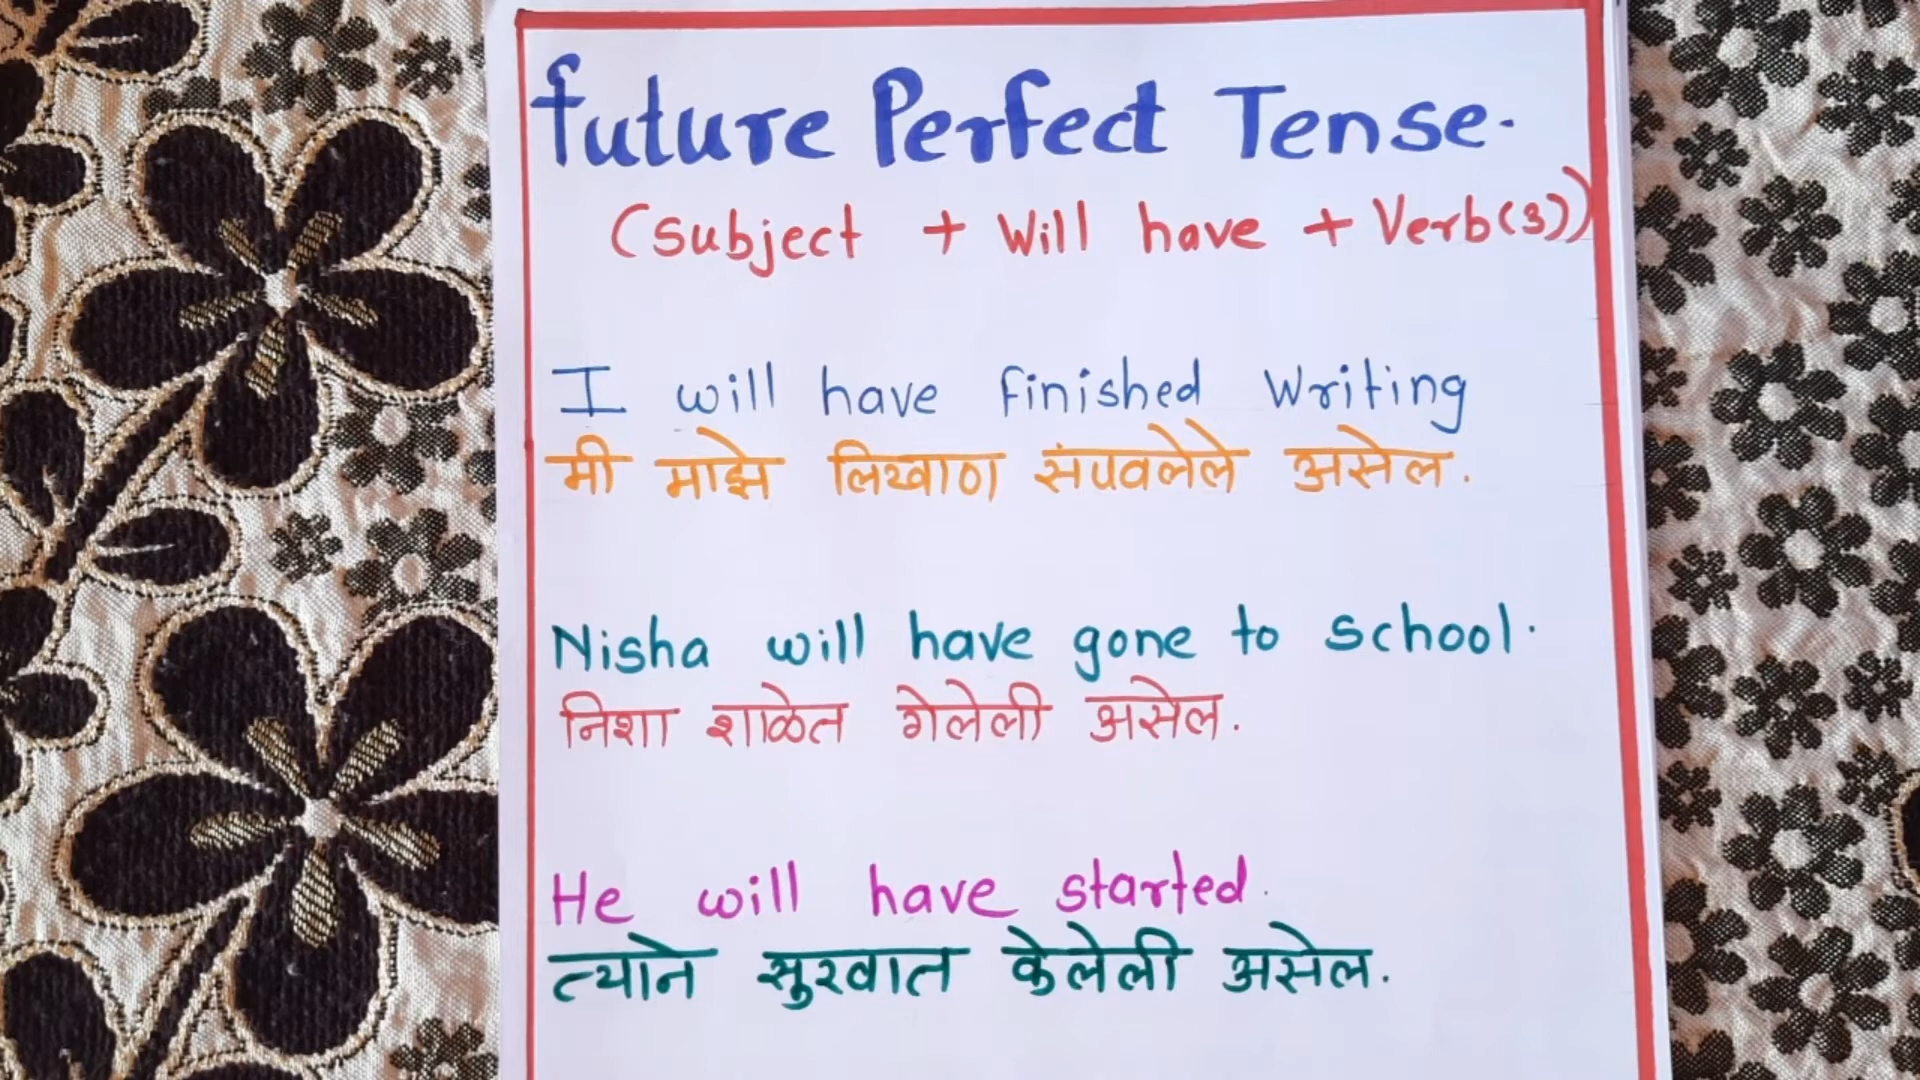 future Perfect Tense.
(Subject + Will have + Verb(3))
I will have finished Writing
मी माझे लिखाण संपवलेले असेल.
Nisha will have gone to school.
निशा शाळेत गेलेली असेल.
He will have started.
त्याने सुरवात केलेली असेल.